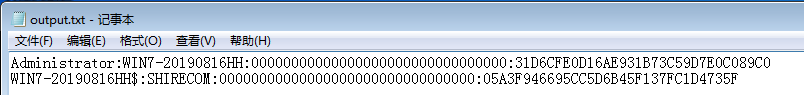 output.txt - 记事本
文件(F) 编辑(E) 格式(O) 查看(V) 帮助(H)
Administrator:WIN7-20190816HH:00000000000000000000000000000000:31D6CFE0D16AE931B73C59D7E0C089C0
WIN7-20190816HH$:SHIRECOM:00000000000000000000000000000000:05A3F946695CC5D6B45F137FC1D4735F